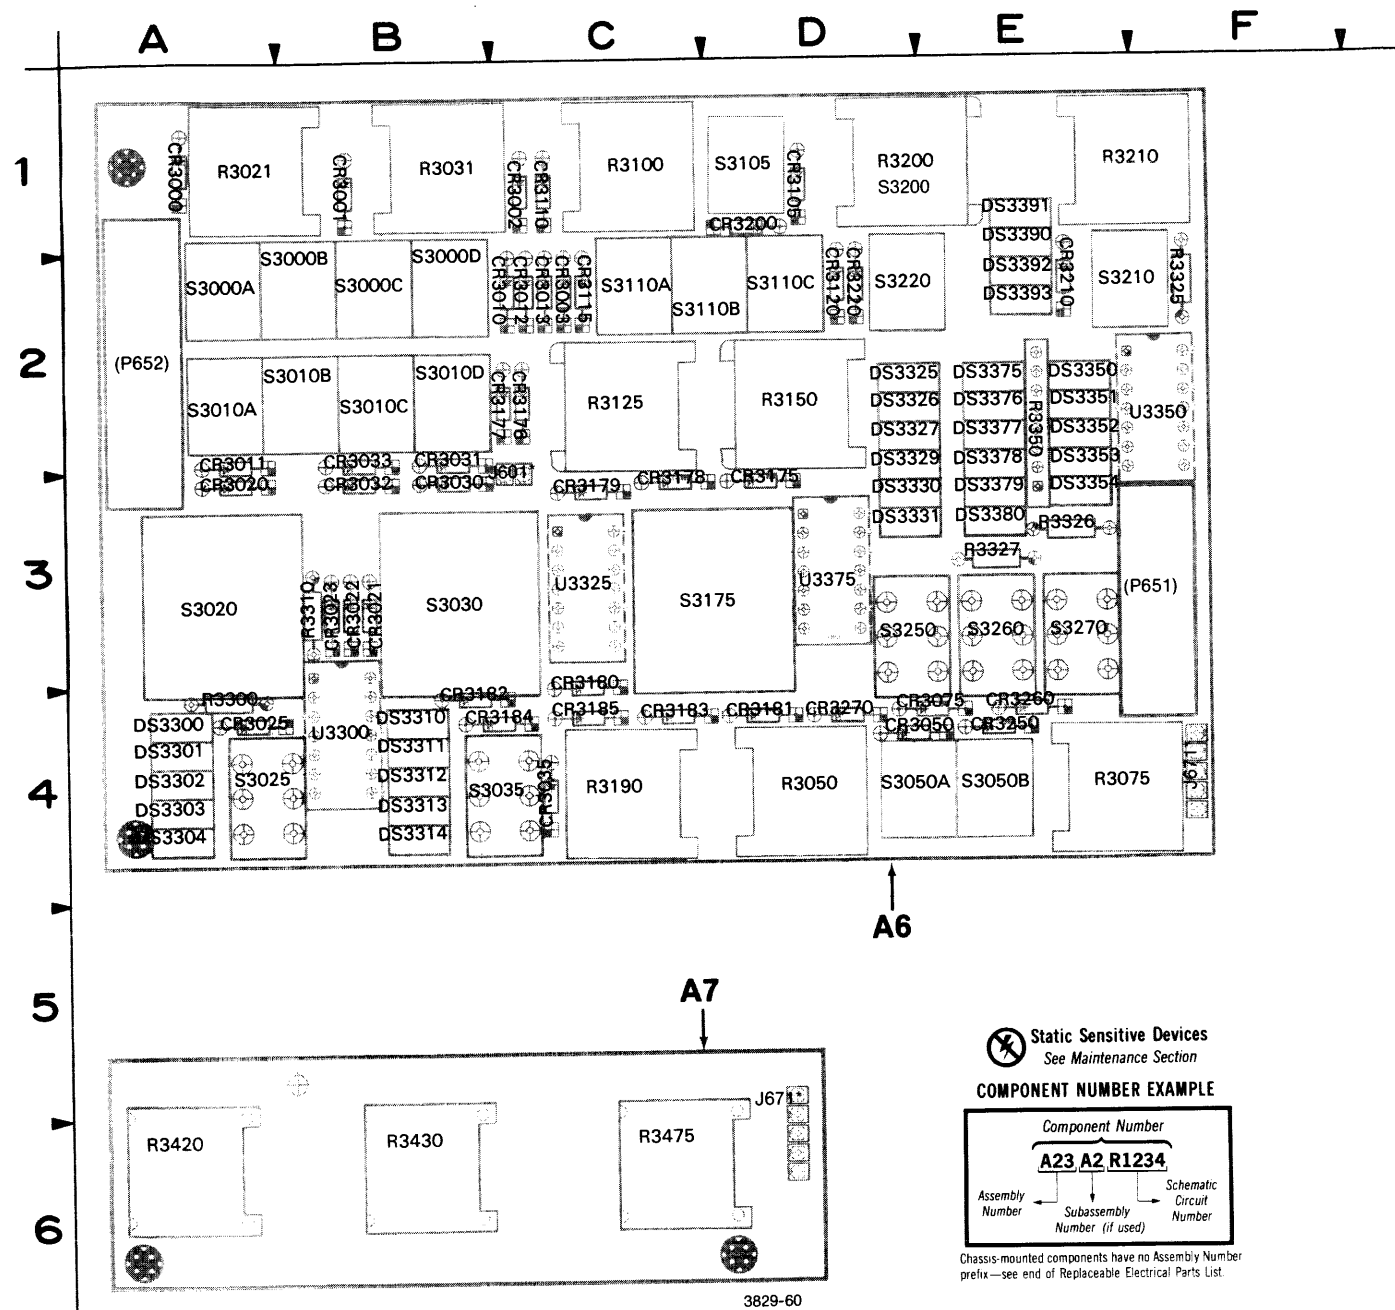 A B C D E F
1
CR3000 R3021 CR3001 R3031 CR3002 CR3110 R3100 S3105 CR3105 R3200 R3210
S3200
DS3391
CR3200
DS3390
S3000A S3000B S3000C S3000D CR3010 CR3012 CR3013 CR3003 CR3115 S3110A S3110B S3110C CR3120 CR3220 S3220 DS3392 CR3210 S3210 R3325
DS3393
2
(P652)
S3010A S3010B S3010C S3010D CR3177 CR3176 R3125 R3150 DS3325 DS3375 R3350 DS3350 U3350
DS3326 DS3376 DS3351
DS3327 DS3377 DS3352
CR3011 CR3033 CR3031 J601* DS3329 DS3378 DS3353
CR3020 CR3032 CR3030 CR3179 CR3178 CR3175 DS3330 DS3379 DS3354
DS3331 DS3380 R3326
R3327
3
S3020 R3310 CR3023 CR3022 CR3021 S3030 U3325 S3175 U3375 (P651)
S3250 S3260 S3270
R3300 CR3182 CR3180 CR3075 CR3260
DS3300 CR3025 DS3310 CR3184 CR3185 CR3183 CR3181 CR3270 CR3050 CR3250
U3300
DS3301 DS3311
4
DS3302 S3025 DS3312 S3035 CR3035 R3190 R3050 S3050A S3050B R3075 J671*
DS3303 DS3313
DS3304 DS3314
A6
A7
5
J671*
R3420 R3430 R3475
6
3829-60
Static Sensitive Devices
See Maintenance Section
COMPONENT NUMBER EXAMPLE
Component Number
A23 A2 R1234
Assembly
Number
Subassembly
Number (if used)
Schematic
Circuit
Number
Chassis-mounted components have no Assembly Number
prefix—see end of Replaceable Electrical Parts List.